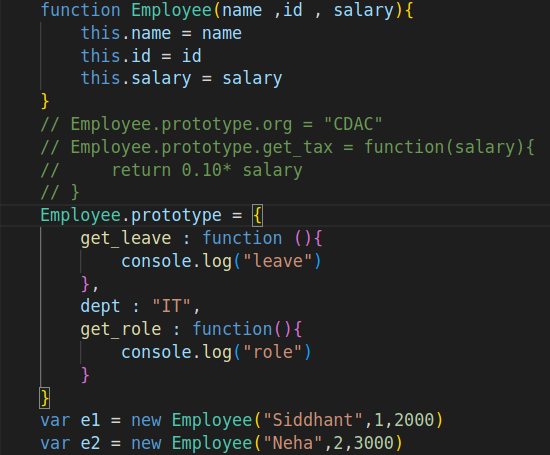 function Employee(name ,id , salary){
    this.name = name
    this.id = id
    this.salary = salary
}
// Employee.prototype.org = "CDAC"
// Employee.prototype.get_tax = function(salary){
//     return 0.10* salary
// }
Employee.prototype = {
    get_leave : function (){
        console.log("leave")
    },
    dept : "IT",
    get_role : function(){
        console.log("role")
    }
}
var e1 = new Employee("Siddhant",1,2000)
var e2 = new Employee("Neha",2,3000)